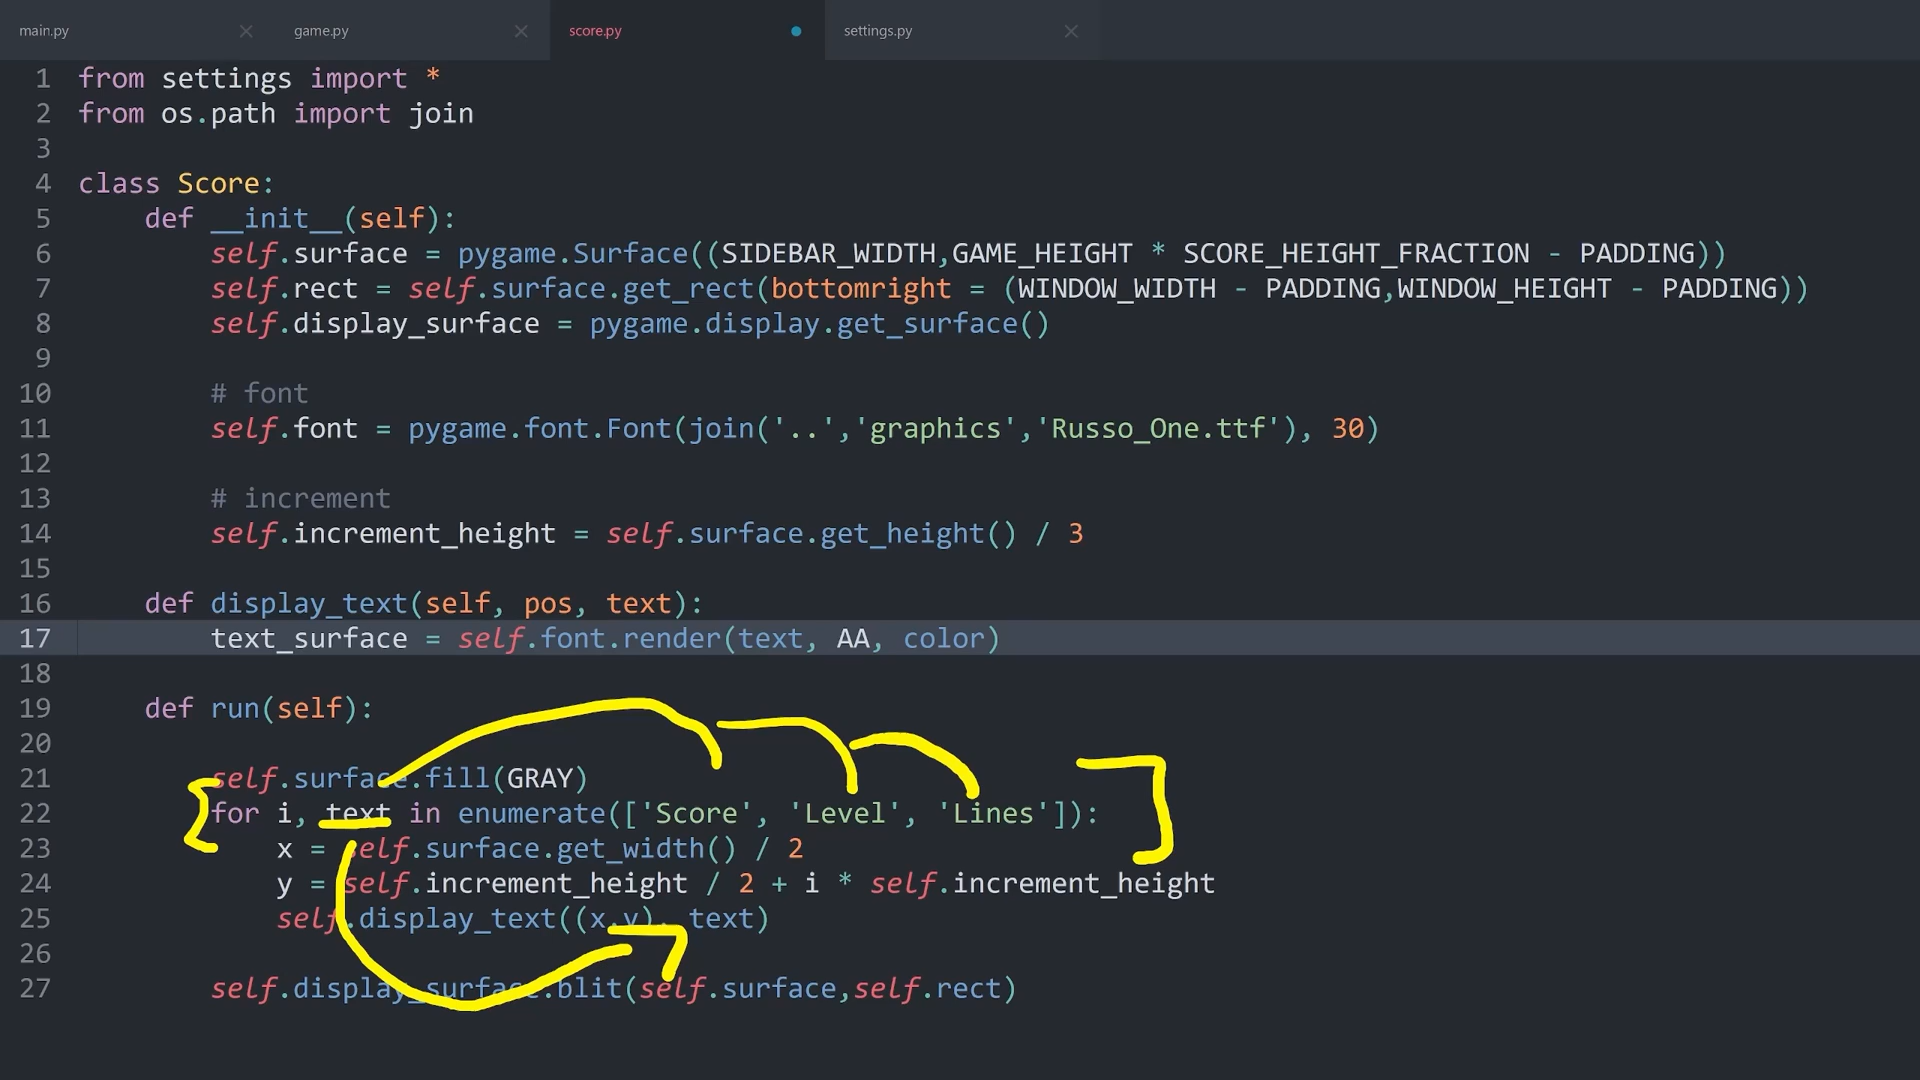 main.py game.py score.py settings.py
1 from settings import *
2 from os.path import join
3
4 class Score:
5     def __init__(self):
6         self.surface = pygame.Surface((SIDEBAR_WIDTH,GAME_HEIGHT * SCORE_HEIGHT_FRACTION - PADDING))
7         self.rect = self.surface.get_rect(bottomright = (WINDOW_WIDTH - PADDING,WINDOW_HEIGHT - PADDING))
8         self.display_surface = pygame.display.get_surface()
9
10         # font
11         self.font = pygame.font.Font(join('..','graphics','Russo_One.ttf'), 30)
12
13         # increment
14         self.increment_height = self.surface.get_height() / 3
15
16     def display_text(self, pos, text):
17         text_surface = self.font.render(text, AA, color)
18
19     def run(self):
20
21         self.surface.fill(GRAY)
22         for i, text in enumerate(['Score', 'Level', 'Lines']):
23             x = self.surface.get_width() / 2
24             y = self.increment_height / 2 + i * self.increment_height
25             self.display_text((x,y), text)
26
27         self.display_surface.blit(self.surface,self.rect)